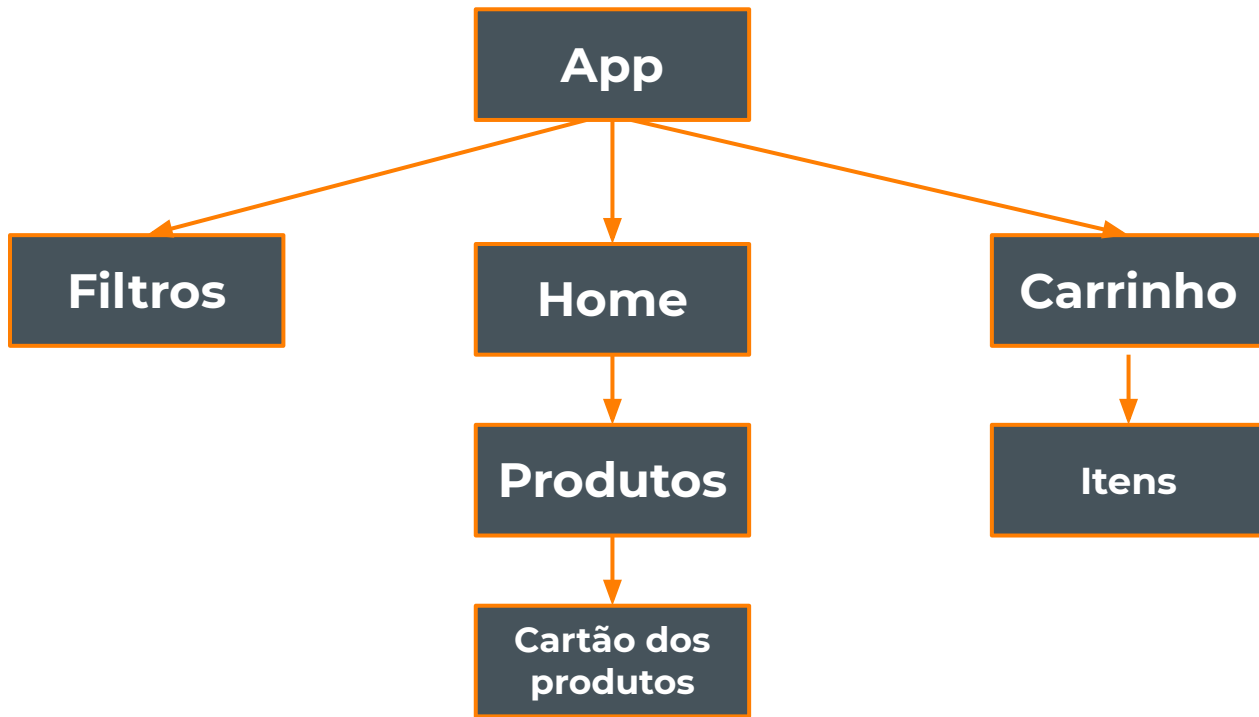 App
Filtros
Home
Carrinho
Produtos
Itens
Cartão dos
produtos